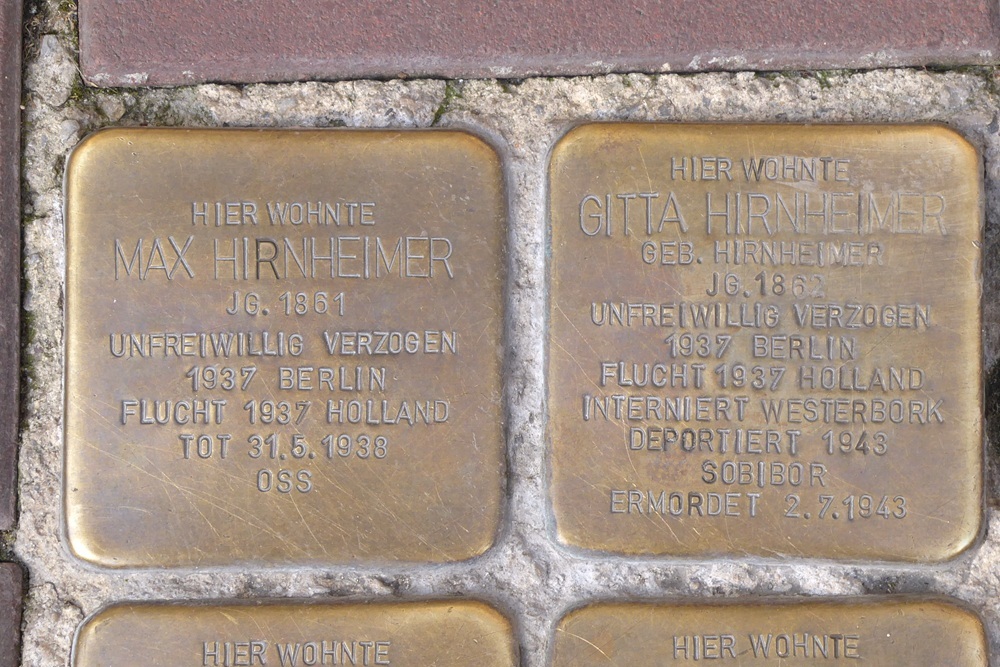 HIER WOHNTE
MAX HIRNHEIMER
JG. 1861
UNFREIWILLIG VERZOGEN
1937 BERLIN
FLUCHT 1937 HOLLAND
TOT 31.5.1938
OSS
HIER WOHNTE
GITTA HIRNHEIMER
GEB. HIRNHEIMER
JG. 1862
UNFREIWILLIG VERZOGEN
1937 BERLIN
FLUCHT 1937 HOLLAND
INTERNIERT WESTERBORK
DEPORTIERT 1943
SOBIBOR
ERMORDET 2.7.1943
HIER WOHNTE
HIER WOHNTE